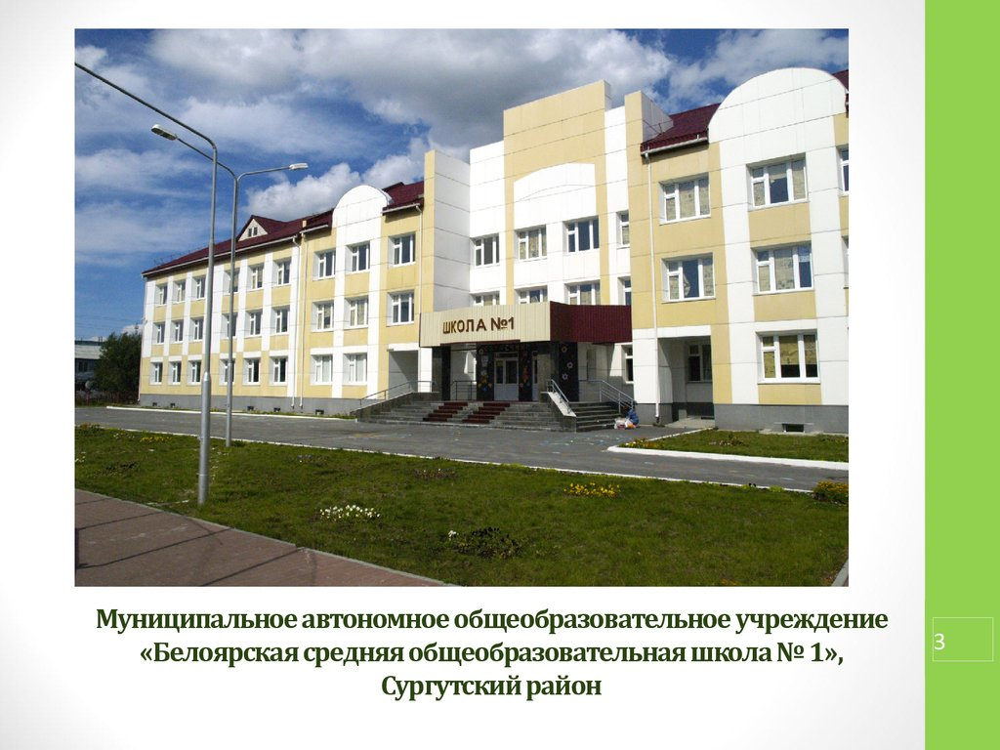 ШКОЛА №1
Муниципальное автономное общеобразовательное учреждение
«Белоярская средняя общеобразовательная школа № 1»,
Сургутский район
3